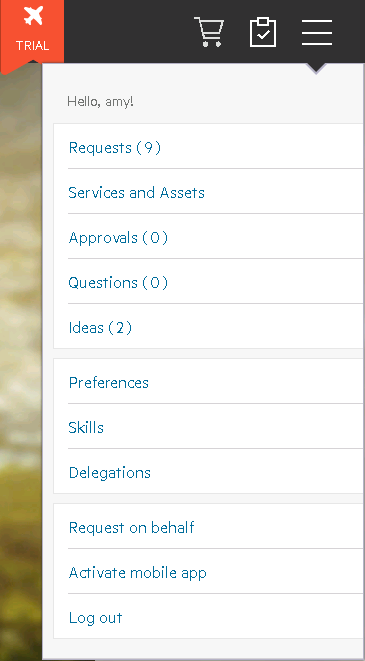 TRIAL
Hello, amy!
Requests (9)
Services and Assets
Approvals (0)
Questions (0)
Ideas (2)
Preferences
Skills
Delegations
Request on behalf
Activate mobile app
Log out